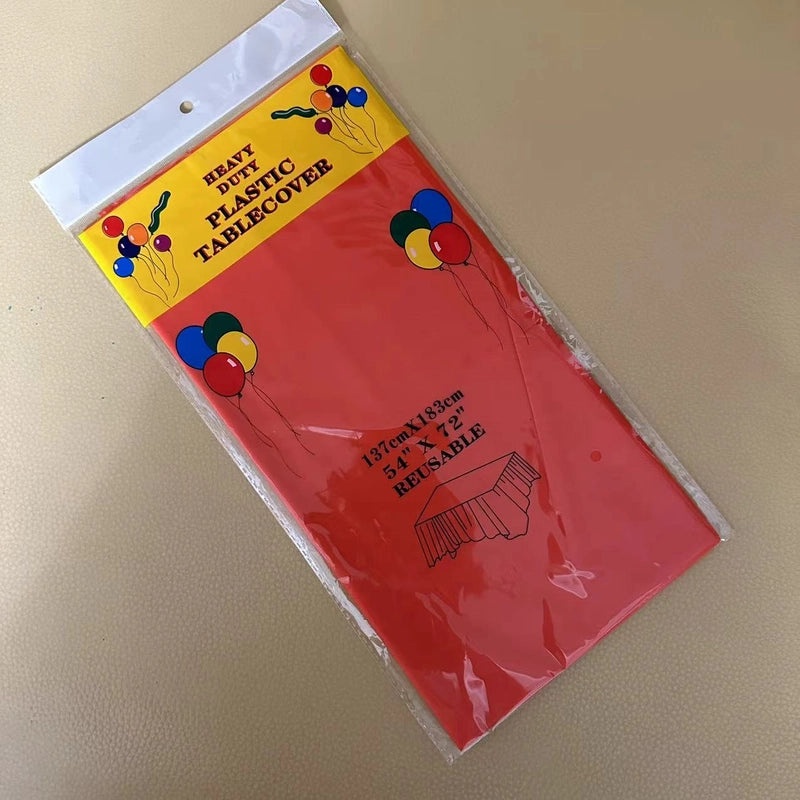 HEAVY
DUTY
PLASTIC
TABLECOVER
137cmX183cm
54" X 72"
REUSABLE